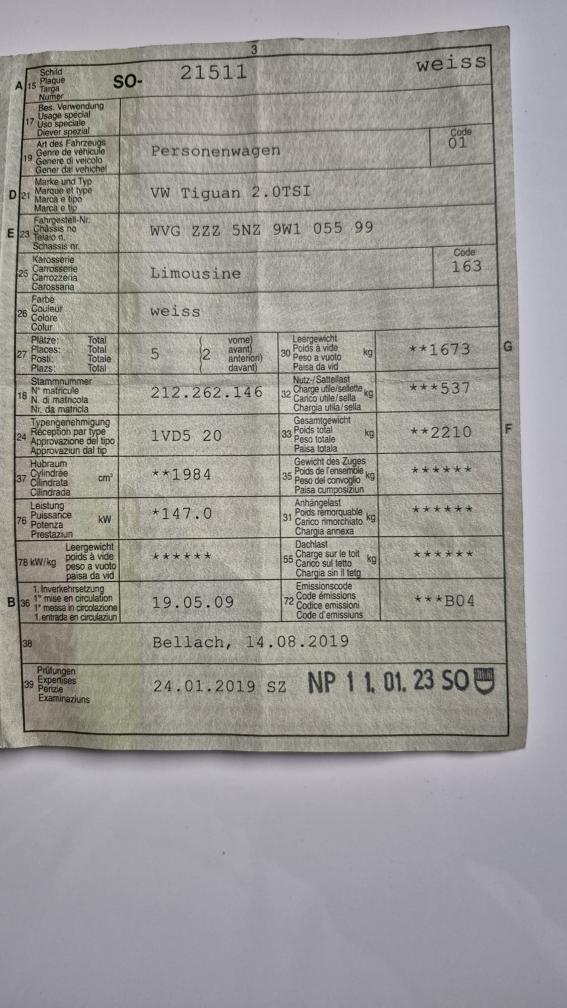 3
A 15 Schild Plaque Targa Numer SO- 21511 weiss
17 Bes. Verwendung Usage spécial Uso speciale Diever spezial
19 Art des Fahrzeugs Genre de véhicule Genere di veicolo Gener dal vehichel Personenwagen Code 01
D 21 Marke und Typ Marque et type Marca e tipo Marca e tip VW Tiguan 2.0TSI
E 23 Fahrgestell-Nr. Châssis no Telaio n. Schassis nr. WVG ZZZ 5NZ 9W1 055 99
25 Karosserie Carrosserie Carrozzeria Carossaria Limousine Code 163
26 Farbe Couleur Colore Colur weiss
27 Plätze: Total Places: Total Posti: Totale Plazs: Total 5 (2 vorne) avant) anteriori) davant) 30 Leergewicht Poids à vide Peso a vuoto Paisa da vid kg **1673 G
18 Stammnummer N° matricule N. di matricola Nr. da matricla 212.262.146 32 Nutz-/Sattellast Charge utile/sellette Carico utile/sella Chargia utila/sella kg ***537
24 Typengenehmigung Réception par type Approvazione del tipo Approvaziun dal tip 1VD5 20 33 Gesamtgewicht Poids total Peso totale Paisa totala kg **2210 F
37 Hubraum Cylindrée Cilindrata Cilindrada cm³ **1984 35 Gewicht des Zuges Poids de l'ensemble Peso del convoglio Paisa cumposiziun kg ******
76 Leistung Puissance Potenza Prestaziun kW *147.0 31 Anhängelast Poids remorquable Carico rimorchiato Chargia annexa kg ******
78 kW/kg Leergewicht poids à vide peso a vuoto paisa da vid ****** 55 Dachlast Charge sur le toit Carico sul tetto Chargia sin il tetg kg ******
B 36 1. Inverkehrsetzung 1re mise en circulation 1a messa in circolazione 1. entrada en circulaziun 19.05.09 72 Emissionscode Code émissions Codice emissioni Code d'emissiuns ***B04
38 Bellach, 14.08.2019
39 Prüfungen Expertises Perizie Examinaziuns 24.01.2019 SZ NP 1 1. 01. 23 SO